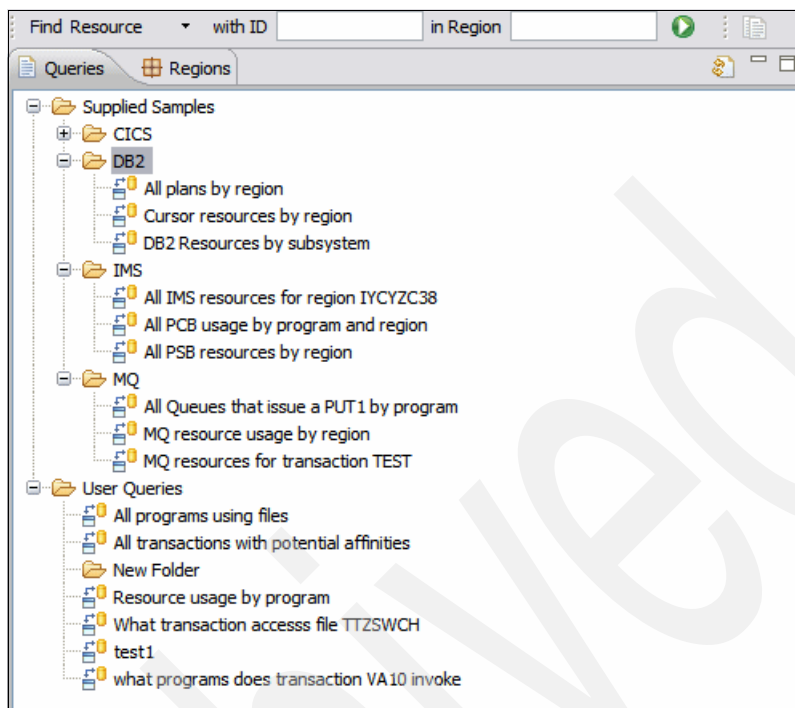 Find Resource with ID in Region
Queries Regions
Supplied Samples
CICS
DB2
All plans by region
Cursor resources by region
DB2 Resources by subsystem
IMS
All IMS resources for region IYCYZC38
All PCB usage by program and region
All PSB resources by region
MQ
All Queues that issue a PUT1 by program
MQ resource usage by region
MQ resources for transaction TEST
User Queries
All programs using files
All transactions with potential affinities
New Folder
Resource usage by program
What transaction accesss file TTZSWCH
test1
what programs does transaction VA10 invoke